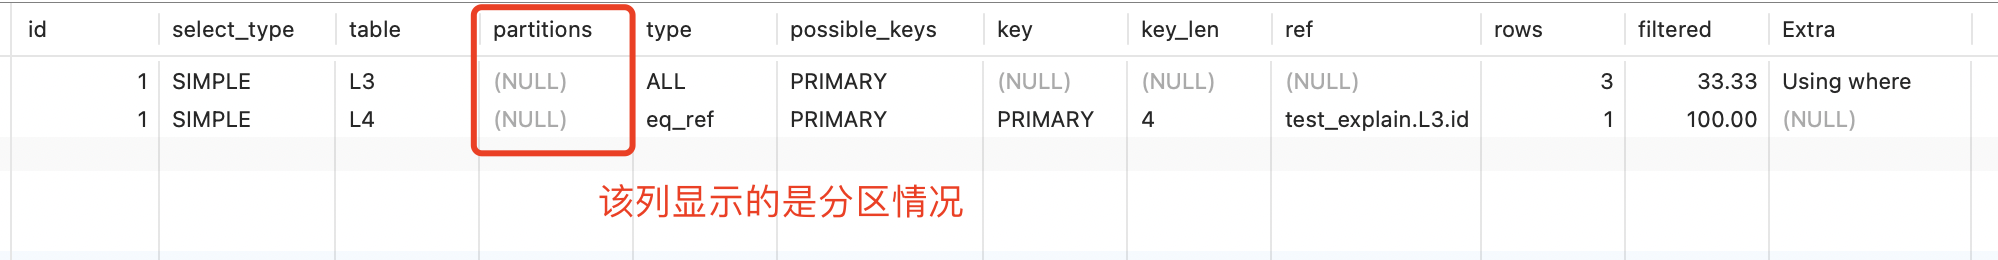 id select_type table partitions type possible_keys key key_len ref rows filtered Extra
1 SIMPLE L3 (NULL) ALL PRIMARY (NULL) (NULL) (NULL) 3 33.33 Using where
1 SIMPLE L4 (NULL) eq_ref PRIMARY PRIMARY 4 test_explain.L3.id 1 100.00 (NULL)
该列显示的是分区情况